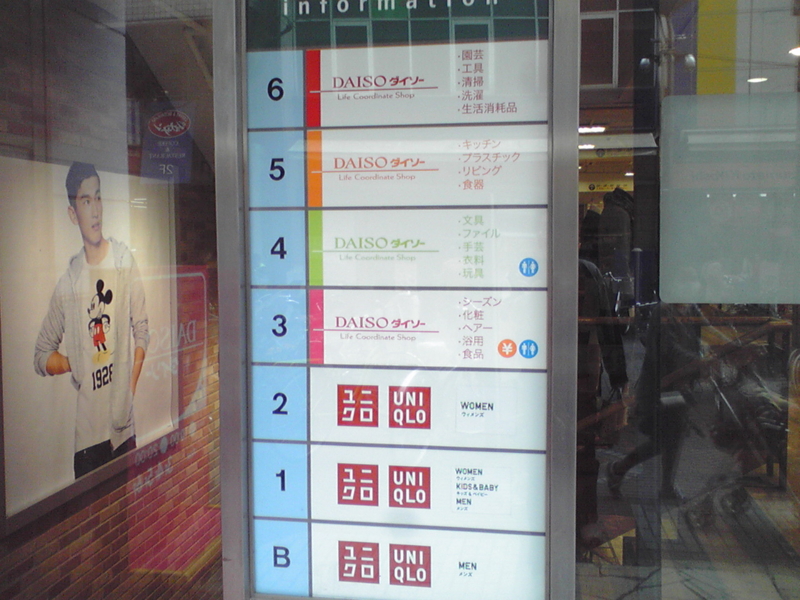 information
6
DAISO ダイソー
Life Coordinate Shop
・園芸
・工具
・清掃
・洗濯
・生活消耗品
5
DAISO ダイソー
Life Coordinate Shop
・キッチン
・プラスチック
・リビング
・食器
4
DAISO ダイソー
Life Coordinate Shop
・文具
・ファイル
・手芸
・衣料
・玩具
3
DAISO ダイソー
Life Coordinate Shop
・シーズン
・化粧
・ヘアー
・浴用
・食品
¥
2
ユニクロ
UNIQLO
WOMEN
ウィメンズ
1
ユニクロ
UNIQLO
WOMEN
ウィメンズ
KIDS&BABY
キッズ & ベイビー
MEN
メンズ
B
ユニクロ
UNIQLO
MEN
メンズ
1928
DAISO
2F